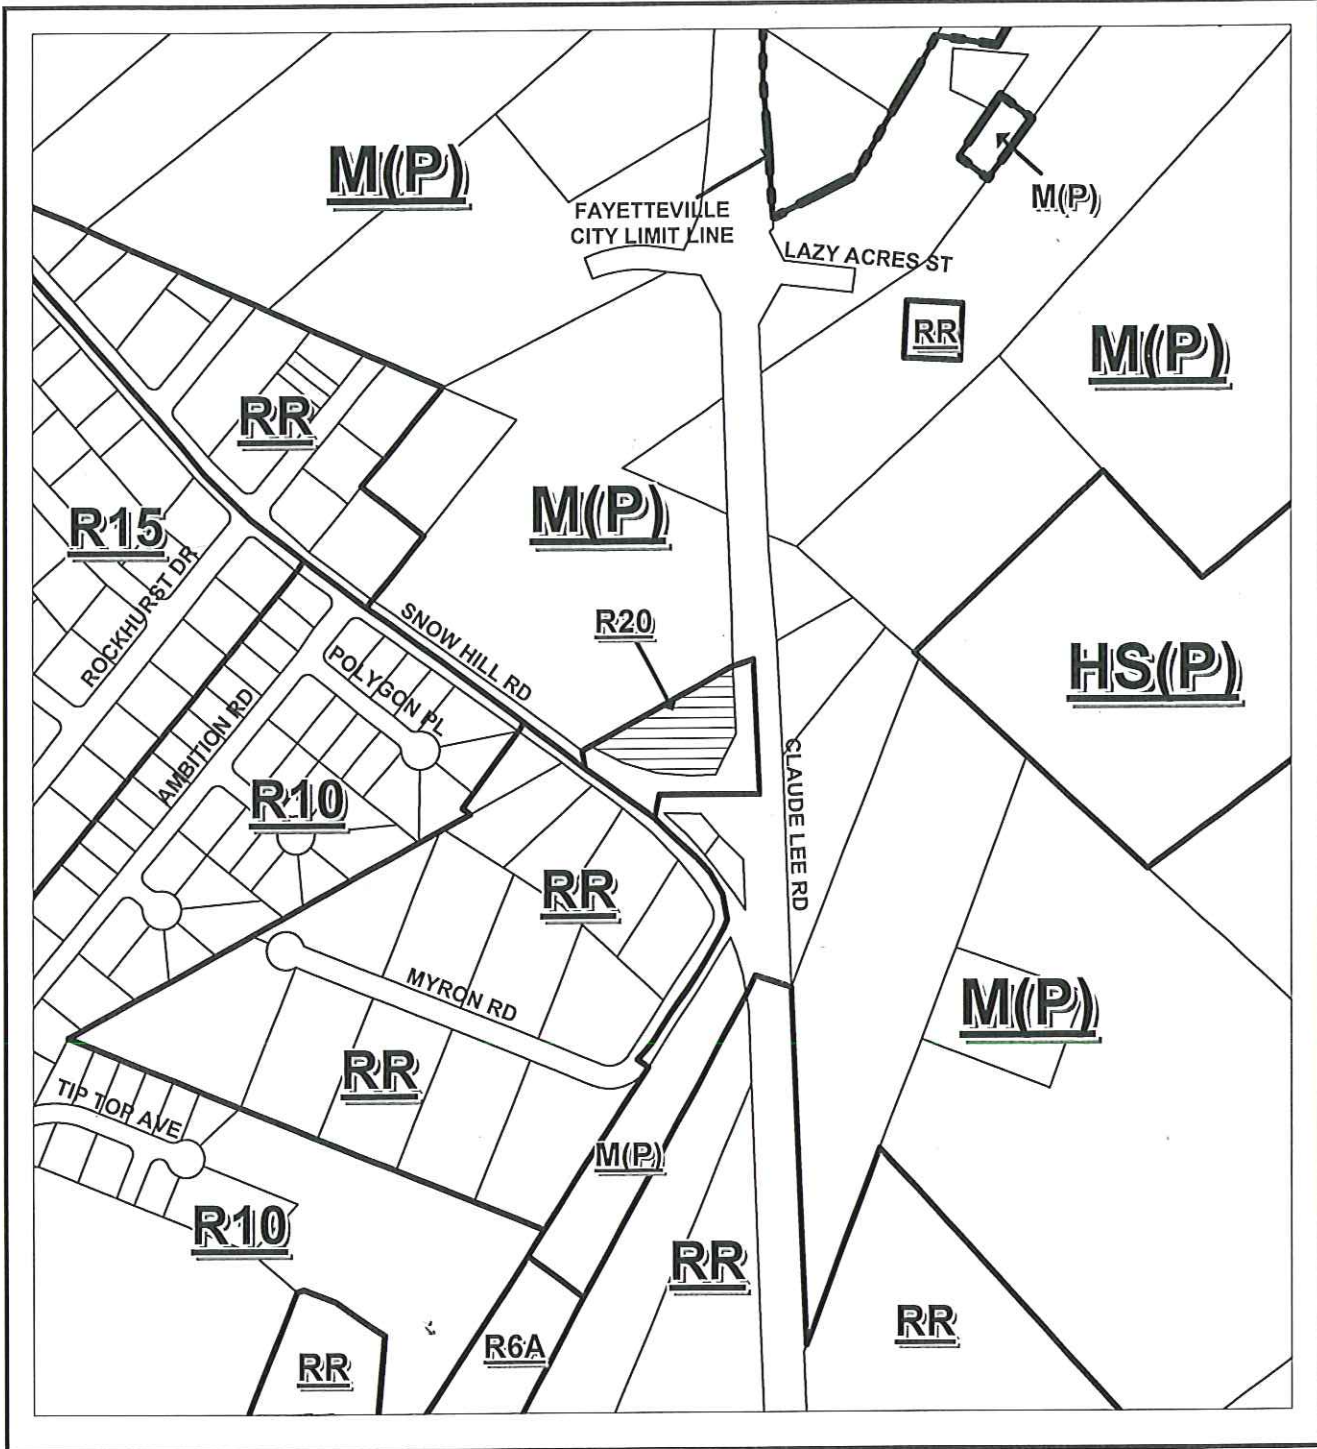 M(P)
M(P)
FAYETTEVILLE
CITY LIMIT LINE
LAZY ACRES ST
RR
M(P)
RR
M(P)
R15
ROCKHURST DR
SNOW HILL RD
R20
POLYGON PL
HS(P)
AMBITION RD
R10
CLAUDE LEE RD
RR
MYRON RD
M(P)
RR
TIP TOP AVE
M(P)
R10
RR
RR
R6A
RR